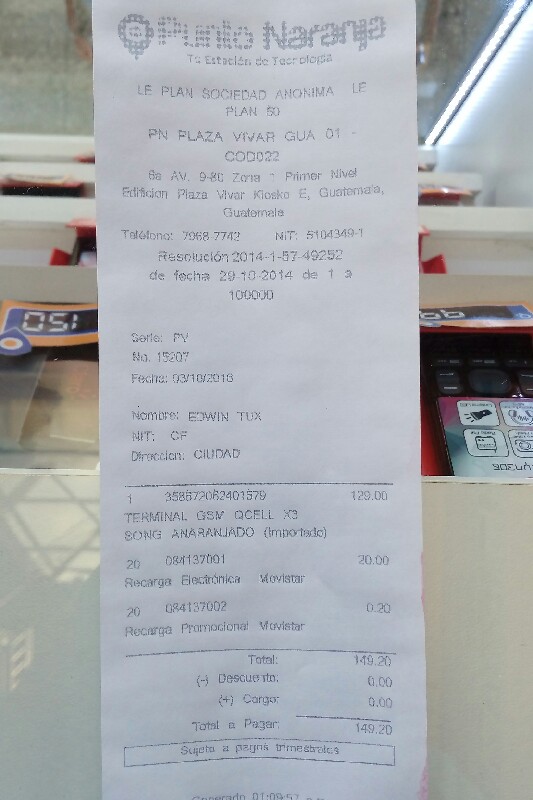 Punto Naranja
Tu Estación de Tecnología
LE PLAN SOCIEDAD ANONIMA LE
PLAN 50
PN PLAZA VIVAR GUA 01 -
COD022
6a AV. 9-80 Zona 1 Primer Nivel
Edificion Plaza Vivar Kiosko E, Guatemala,
Guatemala
Teléfono: 7968-7742 NIT: 5104349-1
Resolución 2014-1-57-49252
de fecha 29-10-2014 de 1 a
100000
Serie: PV
No. 15207
Fecha: 03/10/2016
Nombre: EDWIN TUX
NIT: CF
Direccion: CIUDAD
1 358672062401579 129.00
TERMINAL GSM QCELL X3
SONG ANARANJADO (Importado)
20 084137001 20.00
Recarga Electrónica Movistar
20 084137002 0.20
Recarga Promocional Movistar
Total: 149.20
(-) Descuento: 0.00
(+) Cargo: 0.00
Total a Pagar: 149.20
Sujeto a pagos trimestrales
Generado 01:09:57
150
99